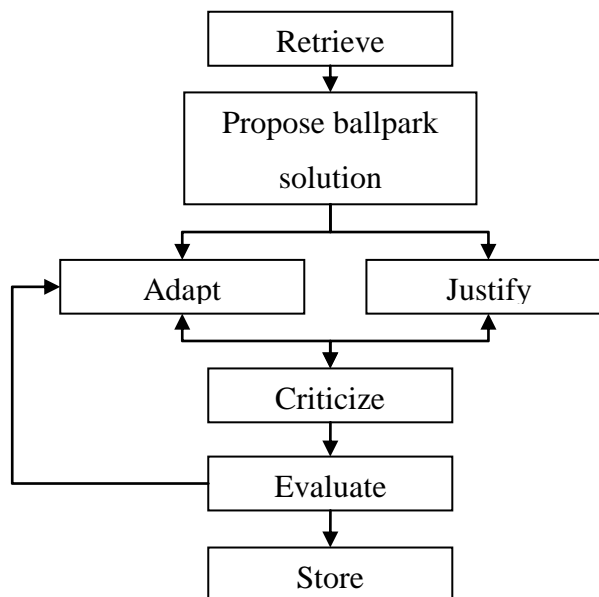 Retrieve
Propose ballpark
solution
Adapt
Justify
Criticize
Evaluate
Store